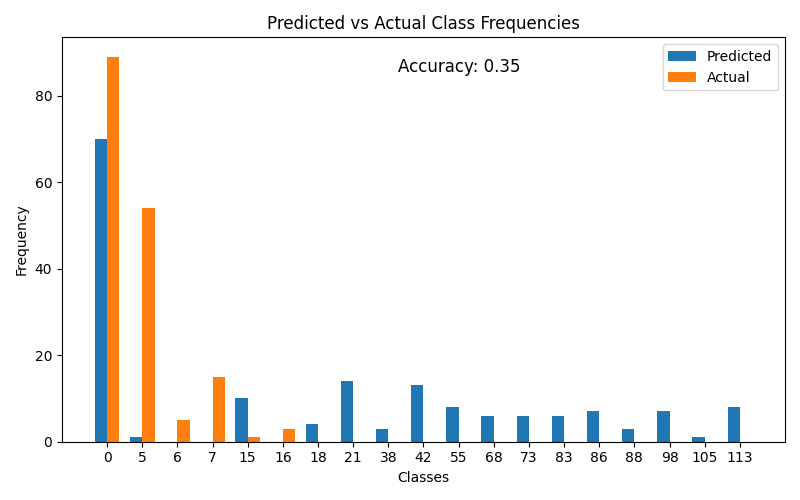 Predicted vs Actual Class Frequencies
Accuracy: 0.35
Predicted
Actual
80
60
40
20
0
Frequency
0 5 6 7 15 16 18 21 38 42 55 68 73 83 86 88 98 105 113
Classes